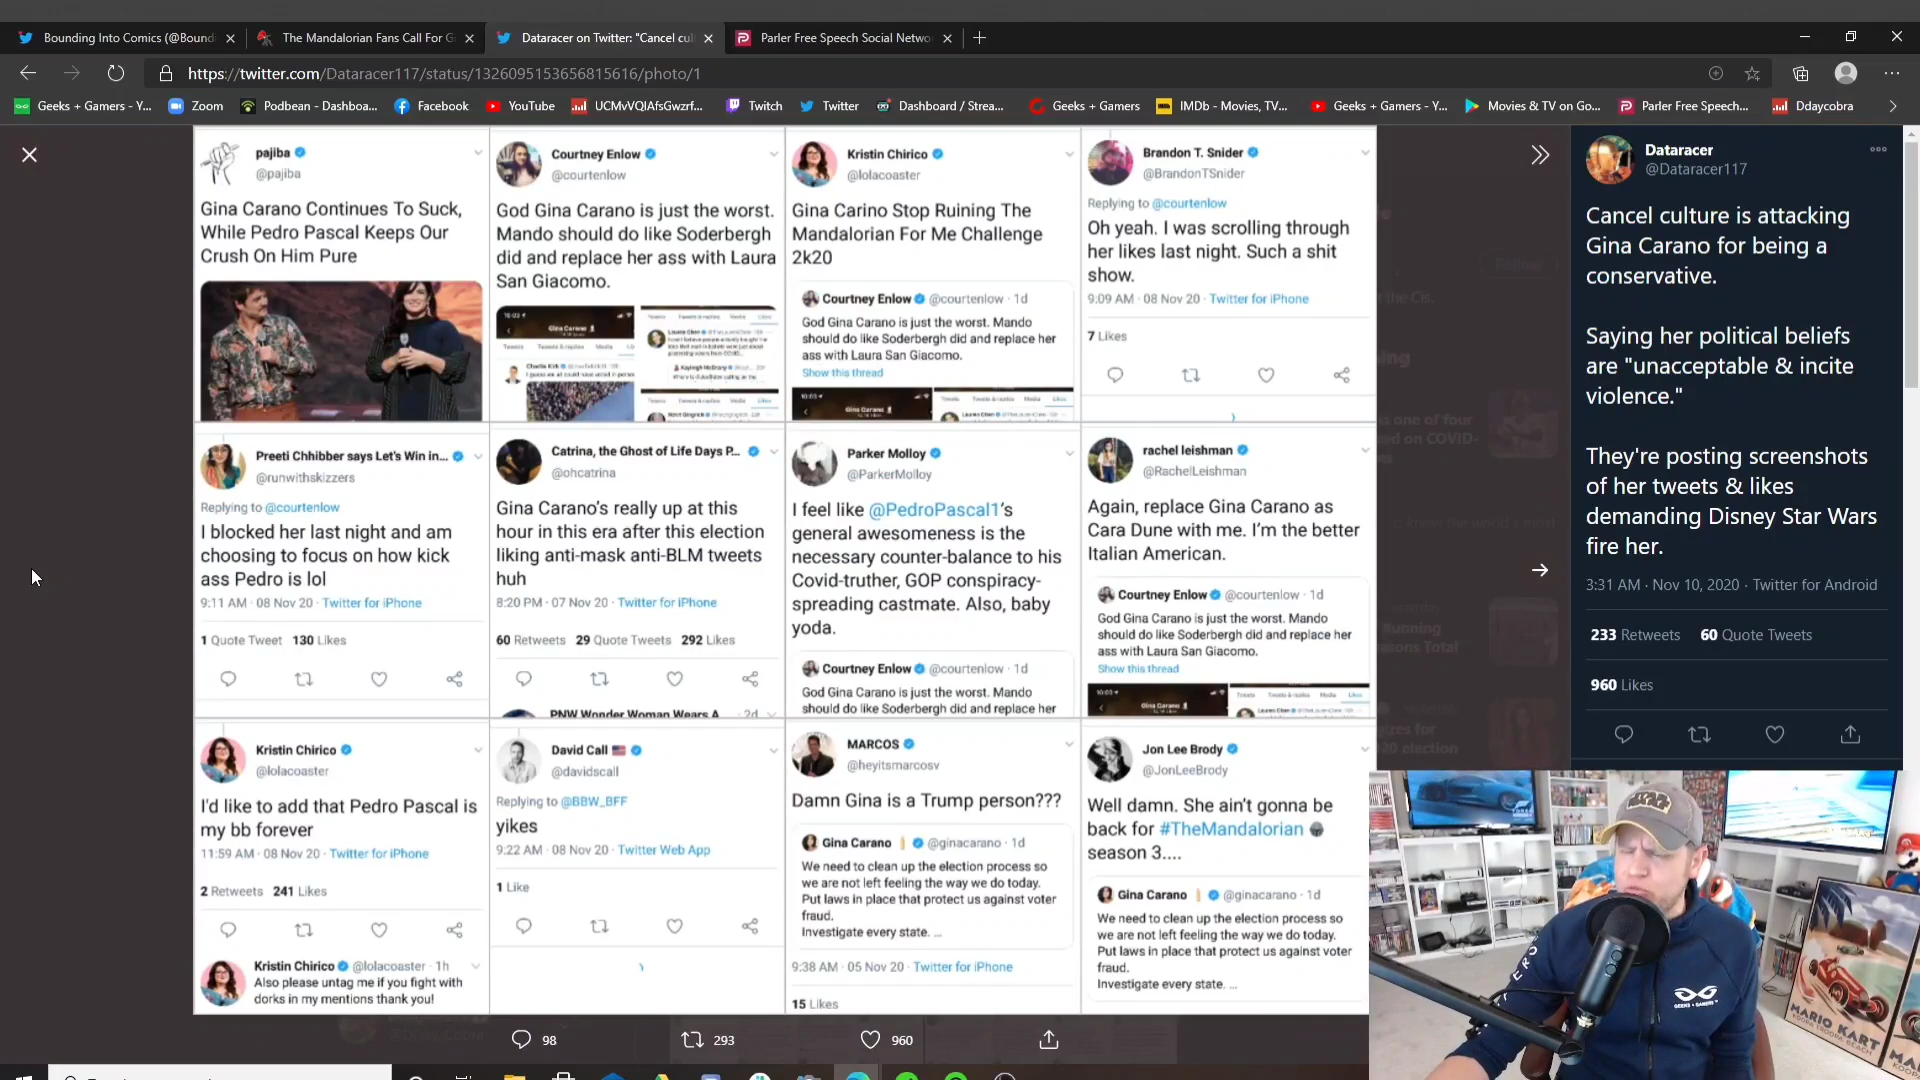 Bounding Into Comics (@Bound
The Mandalorian Fans Call For G
Dataracer on Twitter: "Cancel cul
Parler Free Speech Social Netwo
https://twitter.com/Dataracer117/status/1326095153656815616/photo/1
Geeks + Gamers - Y...
Zoom
Podbean - Dashboa...
Facebook
YouTube
UCMvVQIAfsGwzrf...
Twitch
Twitter
Dashboard / Strea...
Geeks + Gamers
IMDb - Movies, TV...
Geeks + Gamers - Y...
Movies & TV on Go...
Parler Free Speech...
Ddaycobra
pajiba
@pajiba
Gina Carano Continues To Suck,
While Pedro Pascal Keeps Our
Crush On Him Pure
Courtney Enlow
@courtenlow
God Gina Carano is just the worst.
Mando should do like Soderbergh
did and replace her ass with Laura
San Giacomo.
Kristin Chirico
@lolacoaster
Gina Carino Stop Ruining The
Mandalorian For Me Challenge
2k20
Courtney Enlow @courtenlow · 1d
God Gina Carano is just the worst. Mando
should do like Soderbergh did and replace her
ass with Laura San Giacomo.
Show this thread
Brandon T. Snider
@BrandonTSnider
Replying to @courtenlow
Oh yeah. I was scrolling through
her likes last night. Such a shit
show.
9:09 AM · 08 Nov 20 · Twitter for iPhone
7 Likes
Preeti Chhibber says Let's Win in...
@runwithskizzers
Replying to @courtenlow
I blocked her last night and am
choosing to focus on how kick
ass Pedro is lol
9:11 AM · 08 Nov 20 · Twitter for iPhone
1 Quote Tweet 130 Likes
Catrina, the Ghost of Life Days P...
@ohcatrina
Gina Carano's really up at this
hour in this era after this election
liking anti-mask anti-BLM tweets
huh
8:20 PM · 07 Nov 20 · Twitter for iPhone
60 Retweets 29 Quote Tweets 292 Likes
PNW Wonder Woman Wears A 2d
Parker Molloy
@ParkerMolloy
I feel like @PedroPascal1's
general awesomeness is the
necessary counter-balance to his
Covid-truther, GOP conspiracy-
spreading castmate. Also, baby
yoda.
Courtney Enlow @courtenlow · 1d
God Gina Carano is just the worst. Mando
should do like Soderbergh did and replace her
rachel leishman
@RachelLeishman
Again, replace Gina Carano as
Cara Dune with me. I'm the better
Italian American.
Courtney Enlow @courtenlow · 1d
God Gina Carano is just the worst. Mando
should do like Soderbergh did and replace her
ass with Laura San Giacomo.
Show this thread
Kristin Chirico
@lolacoaster
I'd like to add that Pedro Pascal is
my bb forever
11:59 AM · 08 Nov 20 · Twitter for iPhone
2 Retweets 241 Likes
Kristin Chirico @lolacoaster · 1h
Also please untag me if you fight with
dorks in my mentions thank you!
David Call
@davidscall
Replying to @BBW_BFF
yikes
9:22 AM · 08 Nov 20 · Twitter Web App
1 Like
MARCOS
@heyitsmarcosv
Damn Gina is a Trump person???
Gina Carano @ginacarano · 1d
We need to clean up the election process so
we are not left feeling the way we do today.
Put laws in place that protect us against voter
fraud.
Investigate every state. ...
9:38 AM · 05 Nov 20 · Twitter for iPhone
15 Likes
Jon Lee Brody
@JonLeeBrody
Well damn. She ain't gonna be
back for #TheMandalorian
season 3....
Gina Carano @ginacarano · 1d
We need to clean up the election process so
we are not left feeling the way we do today.
Put laws in place that protect us against voter
fraud.
Investigate every state. ...
98
293
960
Dataracer
@Dataracer117
Cancel culture is attacking
Gina Carano for being a
conservative.
Saying her political beliefs
are "unacceptable & incite
violence."
They're posting screenshots
of her tweets & likes
demanding Disney Star Wars
fire her.
3:31 AM · Nov 10, 2020 · Twitter for Android
233 Retweets 60 Quote Tweets
960 Likes
GEEKS + GAMERS
MARIO KART